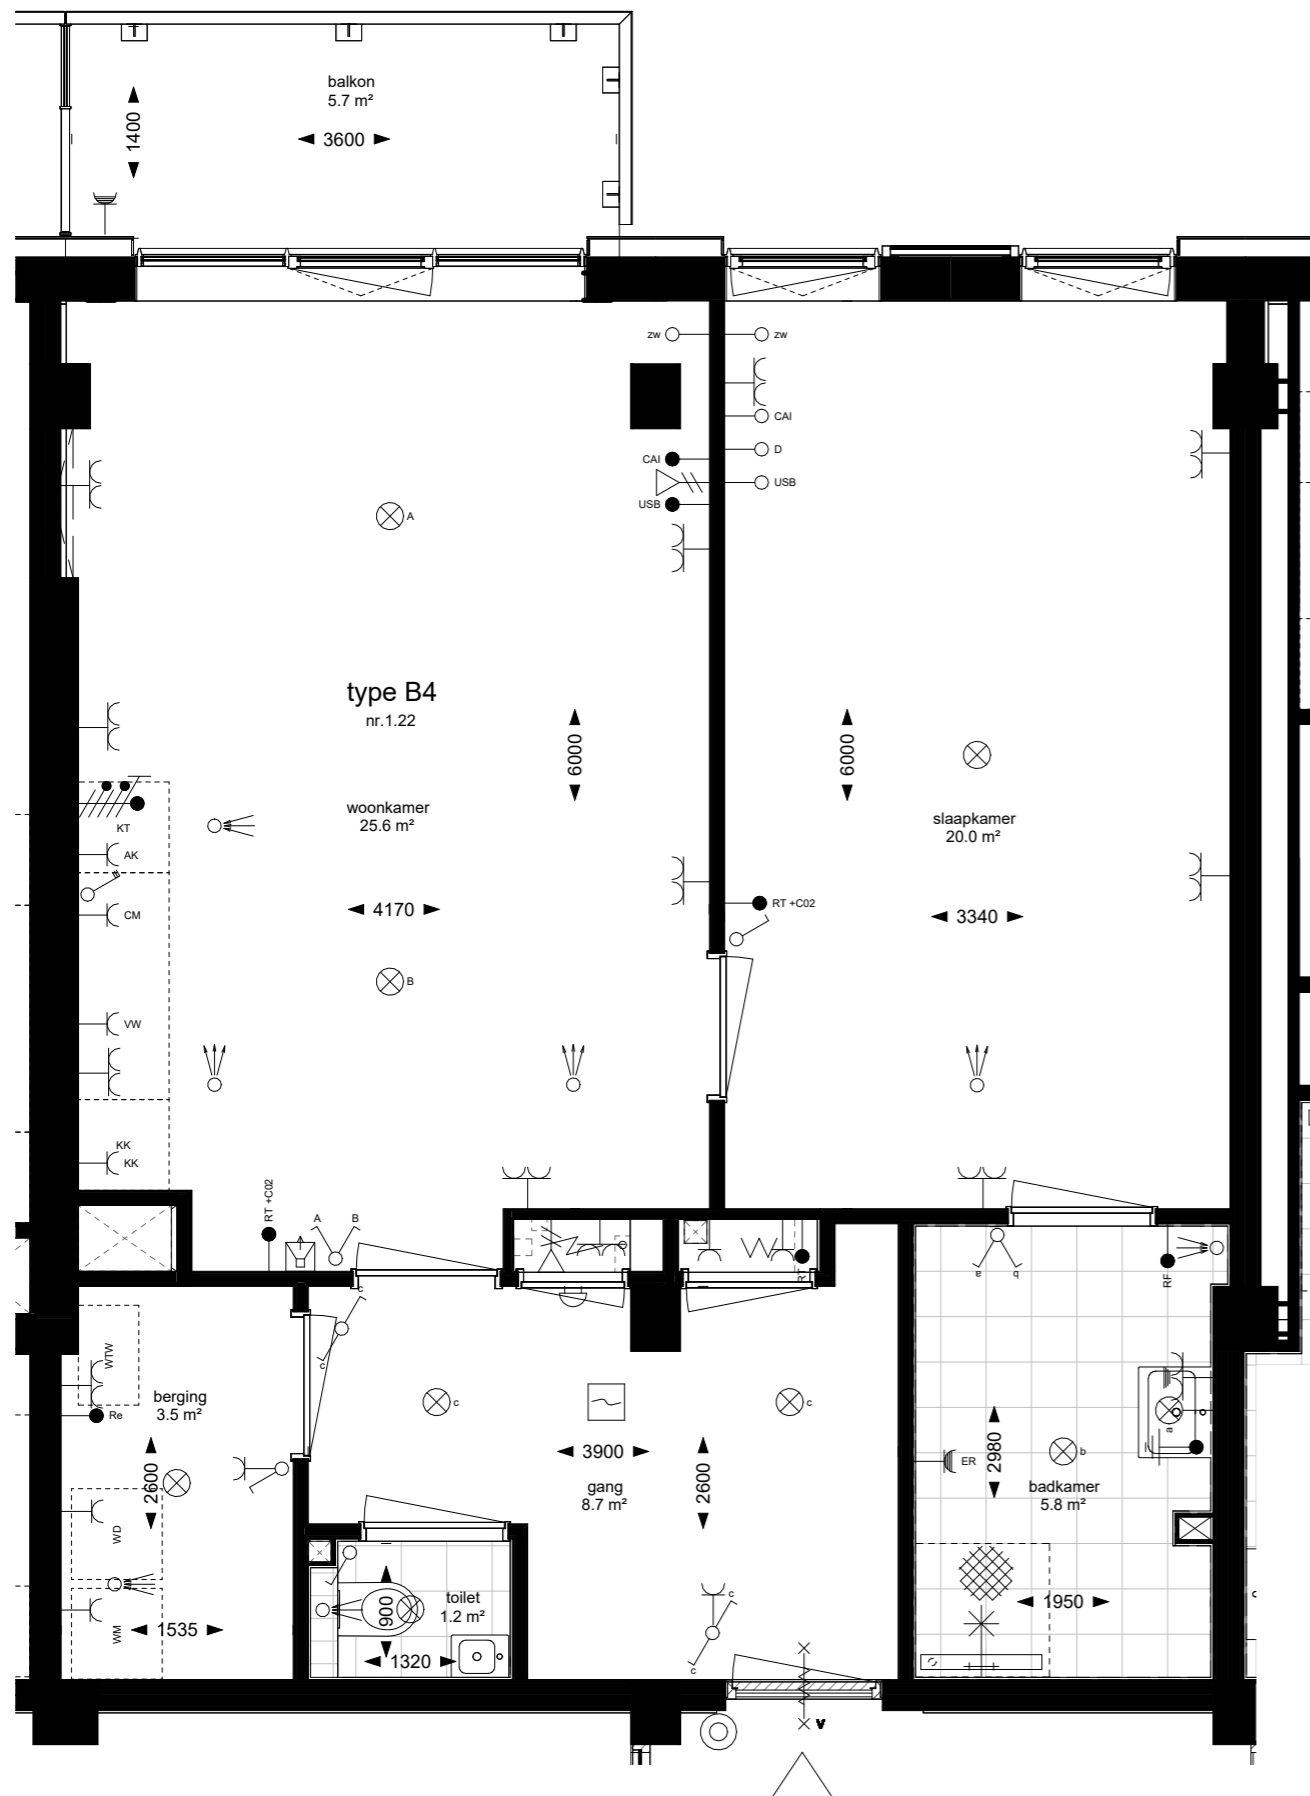 balkon
5.7 m²
1400
3600
zw
zw
CAI
D
CAI
USB
USB
A
type B4
nr.1.22
6000
6000
woonkamer
25.6 m²
slaapkamer
20.0 m²
KT
AK
CM
4170
RT +C02
3340
B
VW
KK
KK
RT +C02
A
B
a
b
RF
RT
c
c
WTW
berging
3.5 m²
Re
c
c
a
3900
gang
8.7 m²
2600
2600
ER
2980
b
badkamer
5.8 m²
WD
toilet
1.2 m²
900
WM
1535
1320
c
c
1950
c
v